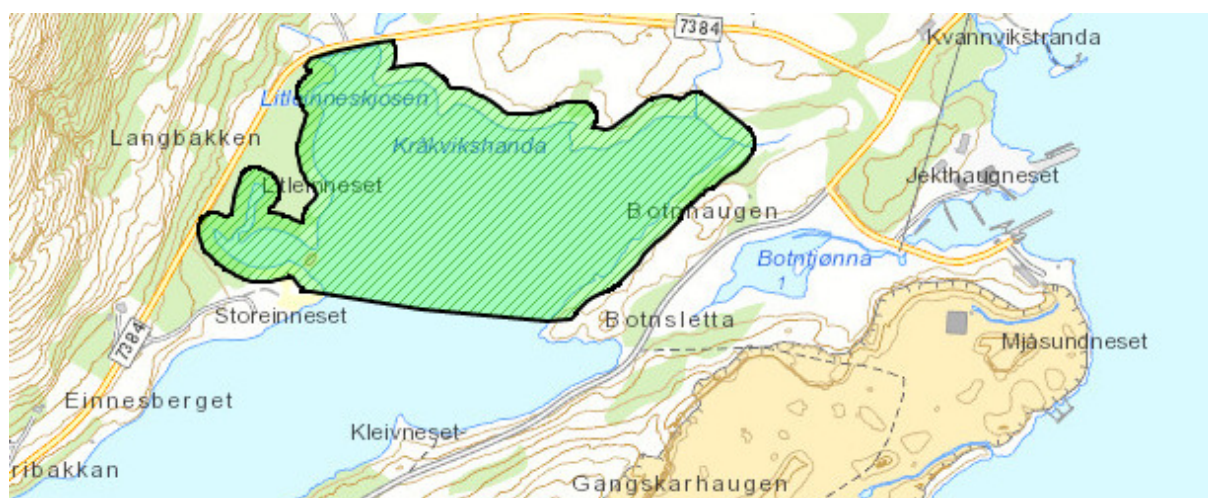 7384
Kvannvikstranda
Litleinneskjosen
Langbakken
Kråkvikshanda
Litleinneset
Jekthaugneset
Botnhaugen
Botntjønna
1
Storeinneset
Botnsletta
7384
Mjåsundneset
Einnesberget
Kleivneset
ribakkan
Gangskarhaugen